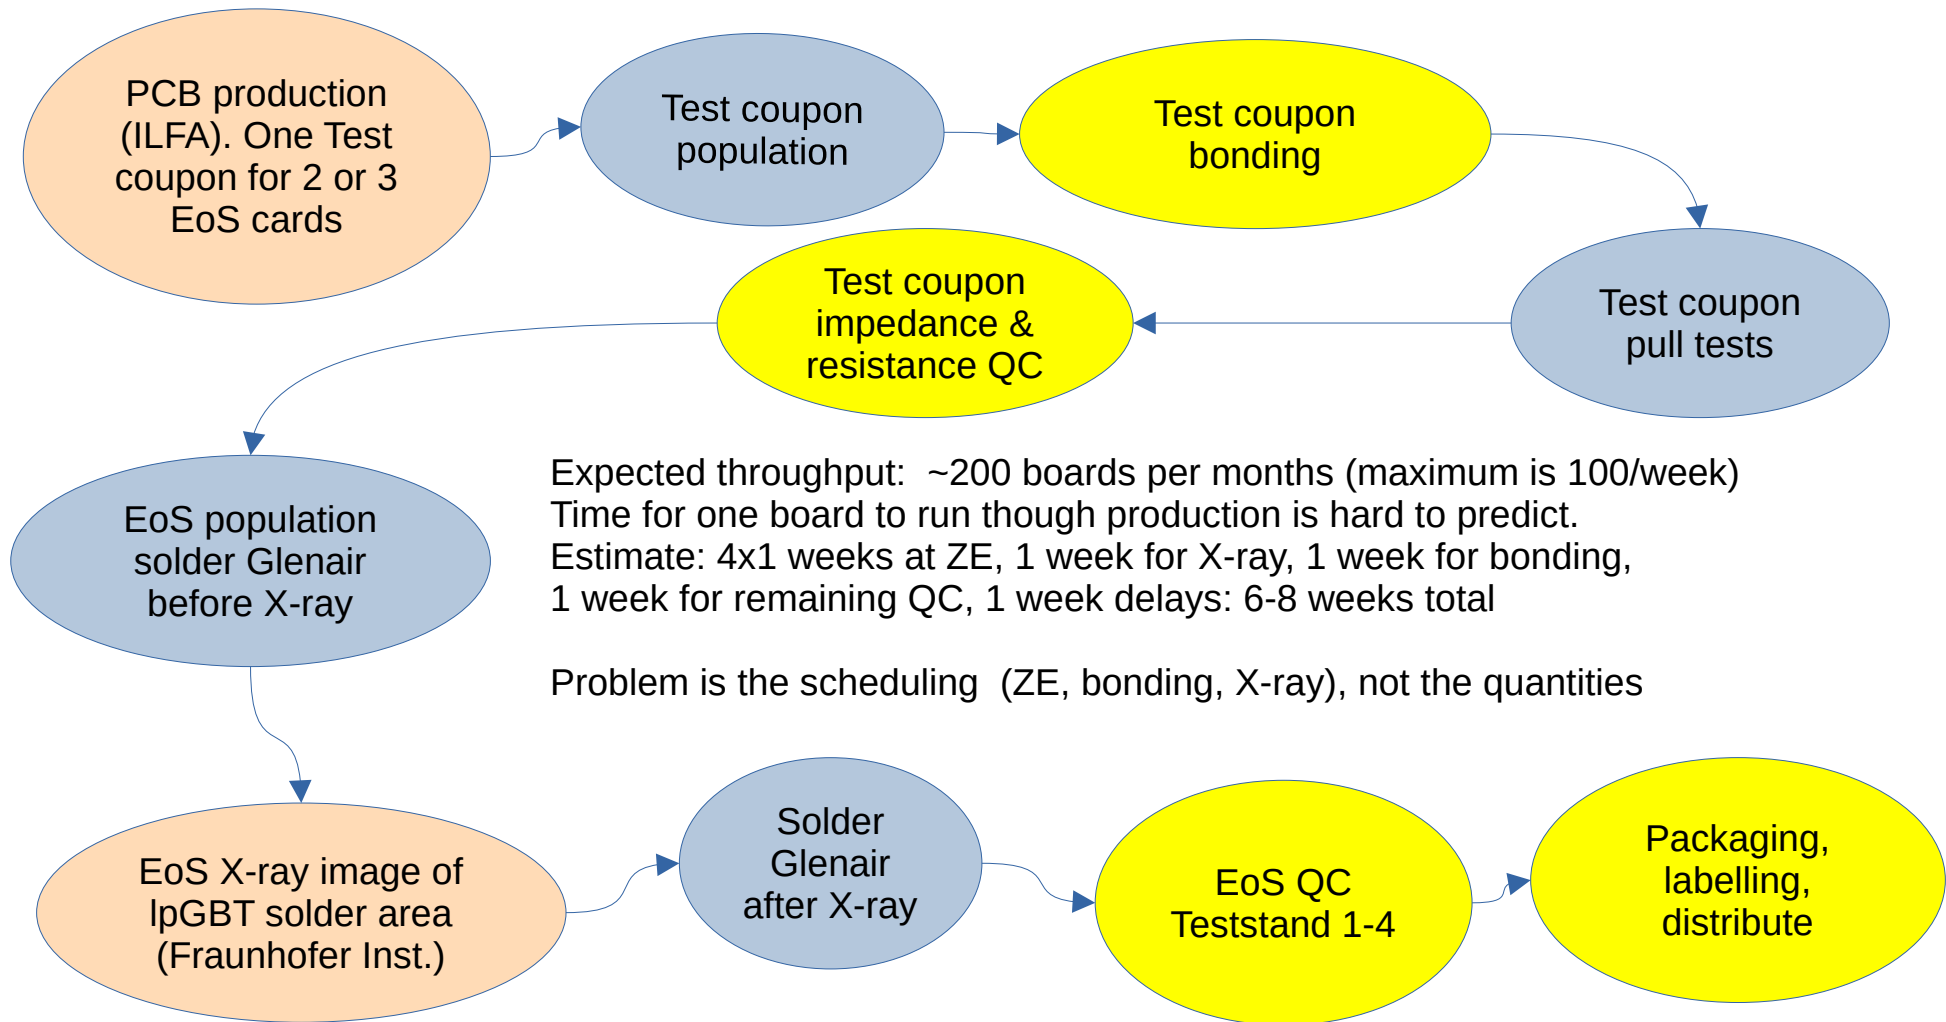 PCB production
(ILFA). One Test
coupon for 2 or 3
EoS cards
Test coupon
population
Test coupon
bonding
Test coupon
impedance &
resistance QC
Test coupon
pull tests
EoS population
solder Glenair
before X-ray
Expected throughput:  ~200 boards per months (maximum is 100/week)
Time for one board to run though production is hard to predict.
Estimate: 4x1 weeks at ZE, 1 week for X-ray, 1 week for bonding,
1 week for remaining QC, 1 week delays: 6-8 weeks total
Problem is the scheduling  (ZE, bonding, X-ray), not the quantities
EoS X-ray image of
lpGBT solder area
(Fraunhofer Inst.)
Solder
Glenair
after X-ray
EoS QC
Teststand 1-4
Packaging,
labelling,
distribute